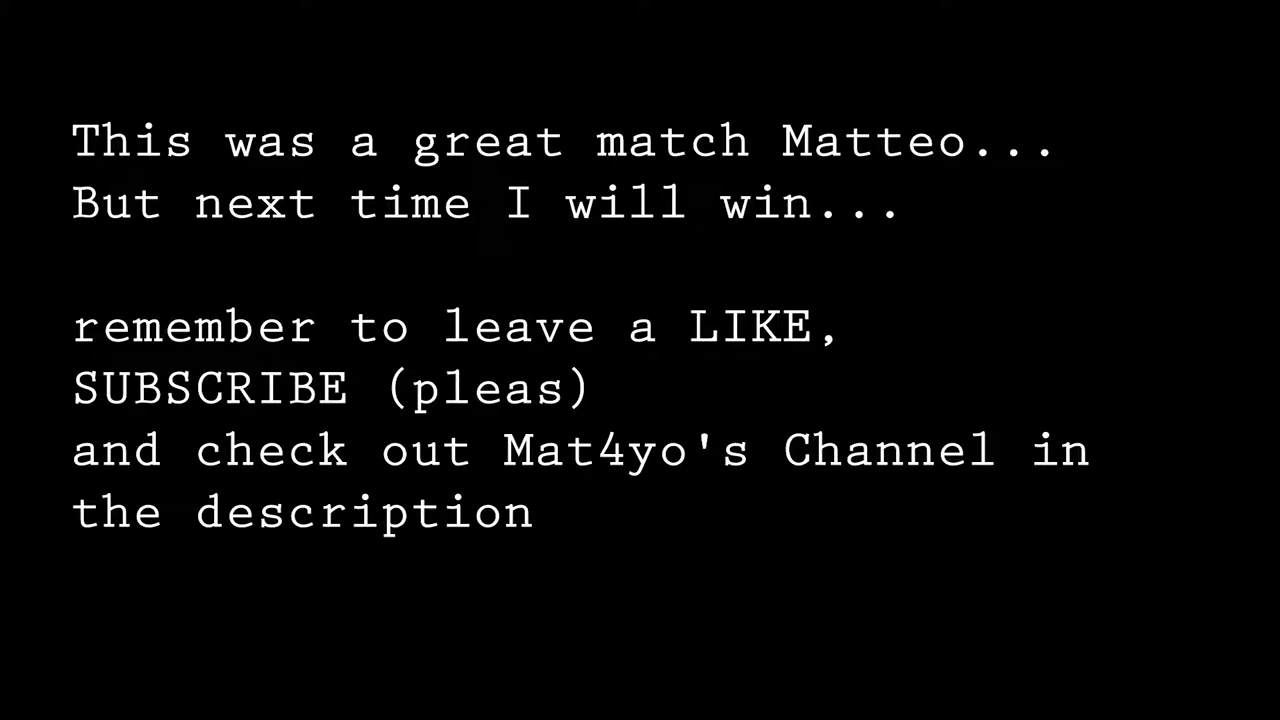 This was a great match Matteo...
But next time I will win...
remember to leave a LIKE,
SUBSCRIBE (pleas)
and check out Mat4yo's Channel in
the description